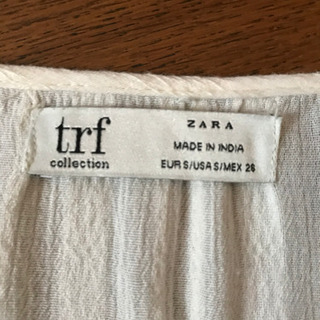 trf
collection
ZARA
MADE IN INDIA
EUR S/USA S/MEX 26